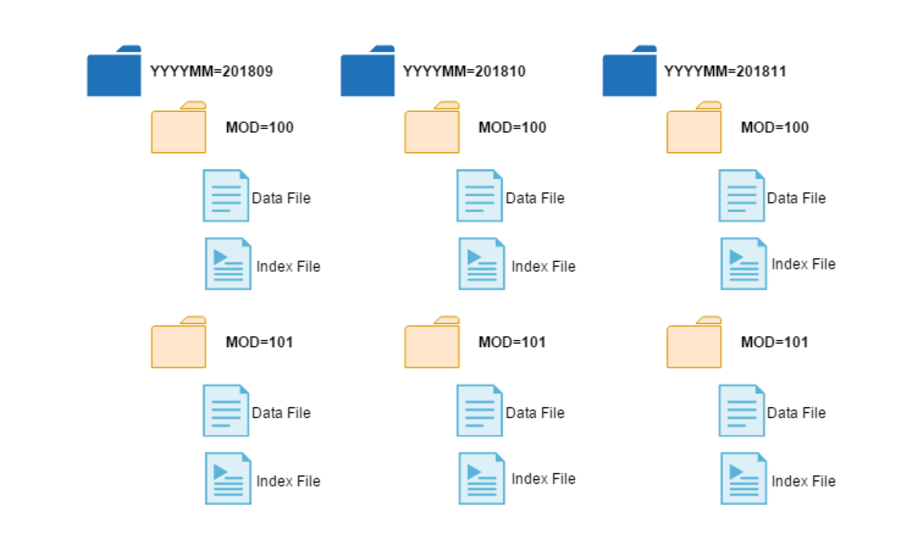 YYYYMM=201809
MOD=100
Data File
Index File
MOD=101
Data File
Index File
YYYYMM=201810
MOD=100
Data File
Index File
MOD=101
Data File
Index File
YYYYMM=201811
MOD=100
Data File
Index File
MOD=101
Data File
Index File